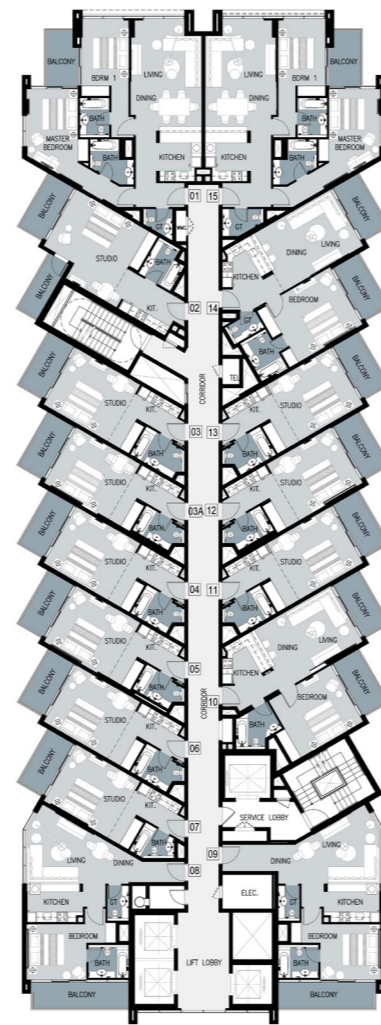 BALCONY
BDRM 1
LIVING
LIVING
BDRM 1
BALCONY
DINING
DINING
BATH
BATH
MASTER
BEDROOM
MASTER
BEDROOM
BATH
KITCHEN
KITCHEN
BATH
01
15
BALCONY
GT
GT
STUDIO
BATH
DINING
LIVING
KITCHEN
BALCONY
KIT.
02
14
BEDROOM
GT
BATH
BALCONY
CORRIDOR
TEL
BALCONY
STUDIO
KIT.
KIT.
STUDIO
BALCONY
03
13
BATH
BATH
BALCONY
STUDIO
KIT.
KIT.
STUDIO
BALCONY
03A
12
BATH
BATH
BALCONY
STUDIO
KIT.
KIT.
STUDIO
BALCONY
04
11
BATH
BATH
BALCONY
STUDIO
KIT.
DINING
LIVING
KITCHEN
BALCONY
05
BATH
CORRIDOR
10
BEDROOM
BALCONY
STUDIO
KIT.
BATH
BALCONY
06
BATH
BALCONY
STUDIO
KIT.
07
BATH
SERVICE LOBBY
LIVING
DINING
08
09
DINING
LIVING
KITCHEN
GT
ELEC.
GT
KITCHEN
BEDROOM
BEDROOM
BATH
LIFT LOBBY
BATH
BALCONY
BALCONY